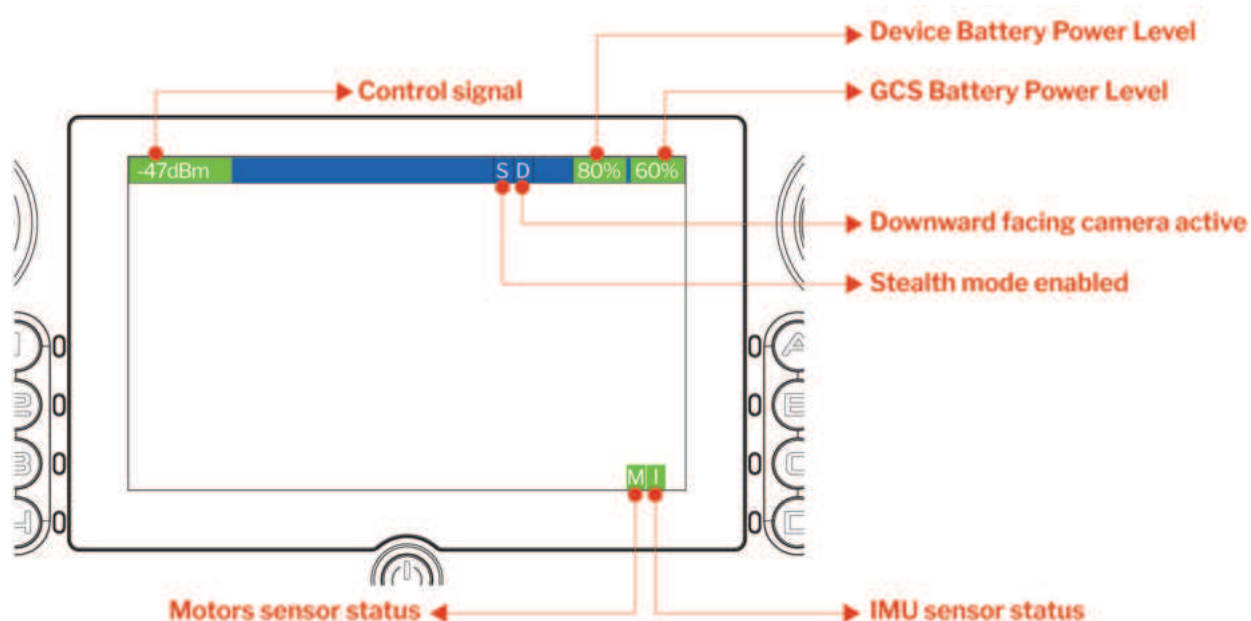 Device Battery Power Level
Control signal
GCS Battery Power Level
-47dBm
S D
80%
60%
Downward facing camera active
Stealth mode enabled
A
M I
Motors sensor status
IMU sensor status